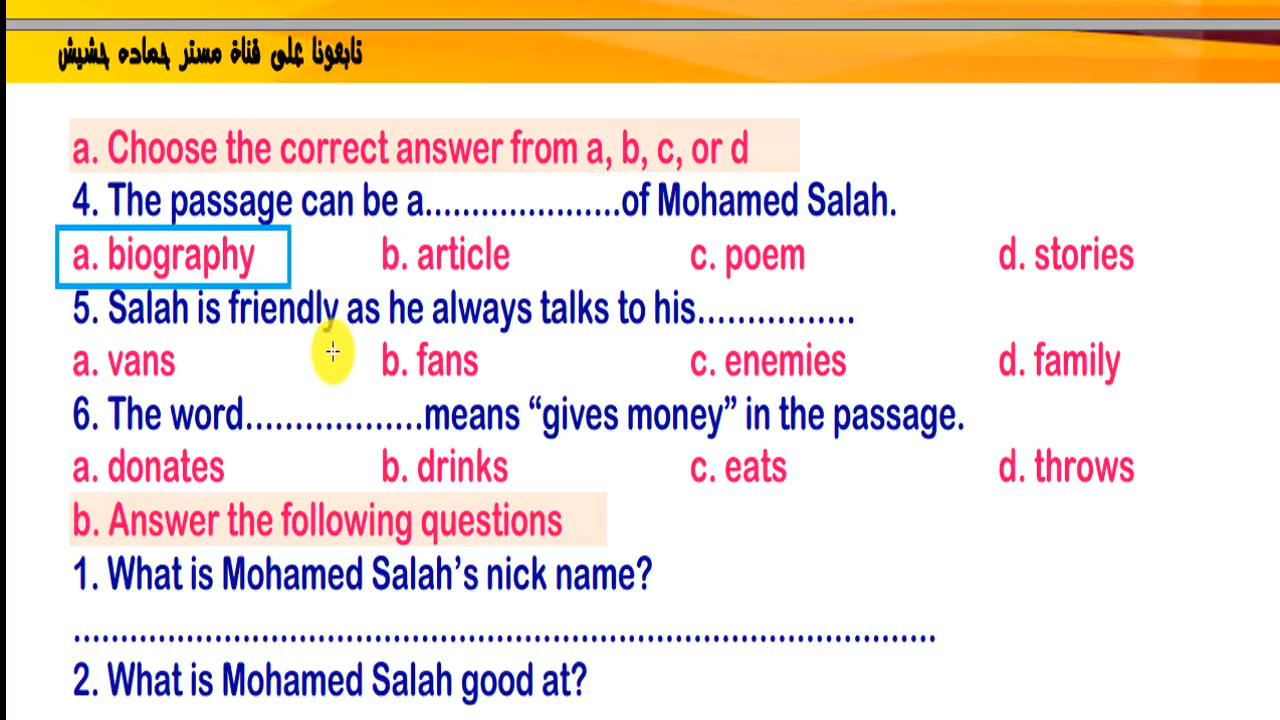 تابعونا على قناة مستر حماده حشيش
a. Choose the correct answer from a, b, c, or d
4. The passage can be a.....................of Mohamed Salah.
a. biography b. article c. poem d. stories
5. Salah is friendly as he always talks to his................
a. vans b. fans c. enemies d. family
6. The word..................means “gives money” in the passage.
a. donates b. drinks c. eats d. throws
b. Answer the following questions
1. What is Mohamed Salah’s nick name?
............................................................................................
2. What is Mohamed Salah good at?